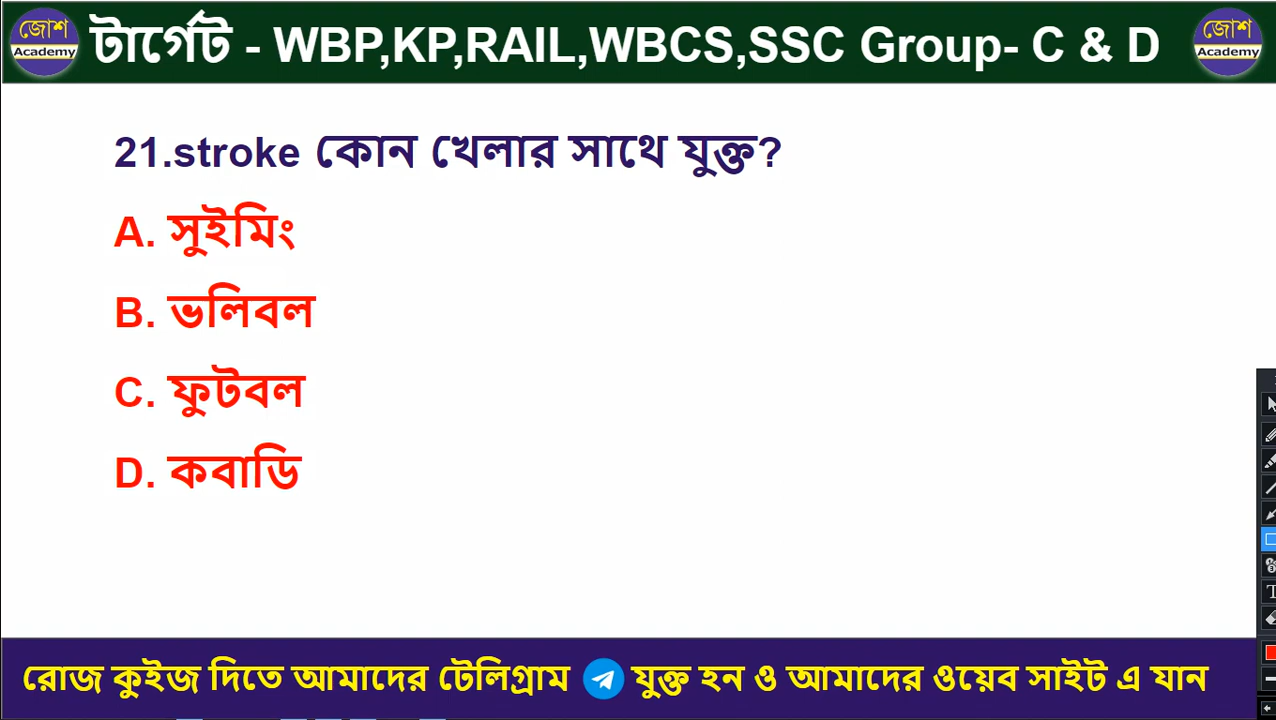 জোশ Academy টার্গেট - WBP,KP,RAIL,WBCS,SSC Group- C & D জোশ Academy
21.stroke কোন খেলার সাথে যুক্ত?
A. সুইমিং
B. ভলিবল
C. ফুটবল
D. কবাডি
রোজ কুইজ দিতে আমাদের টেলিগ্রাম যুক্ত হন ও আমাদের ওয়েব সাইট এ যান